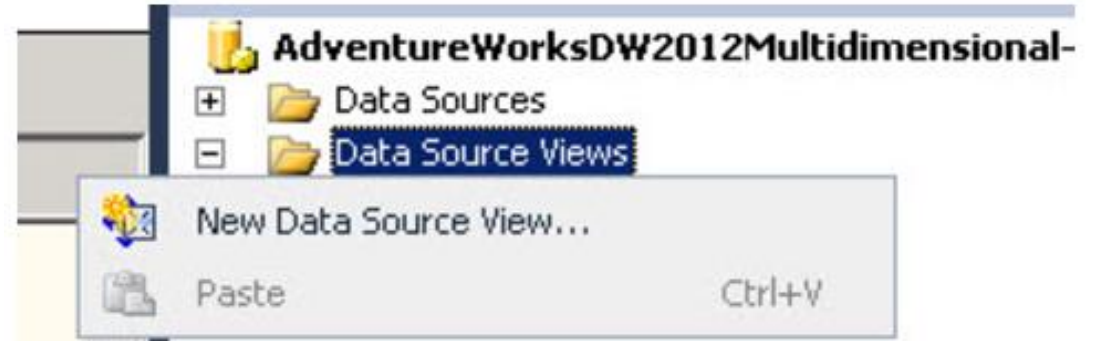 AdventureWorksDW2012Multidimensional-
Data Sources
Data Source Views
New Data Source View...
Paste Ctrl+V